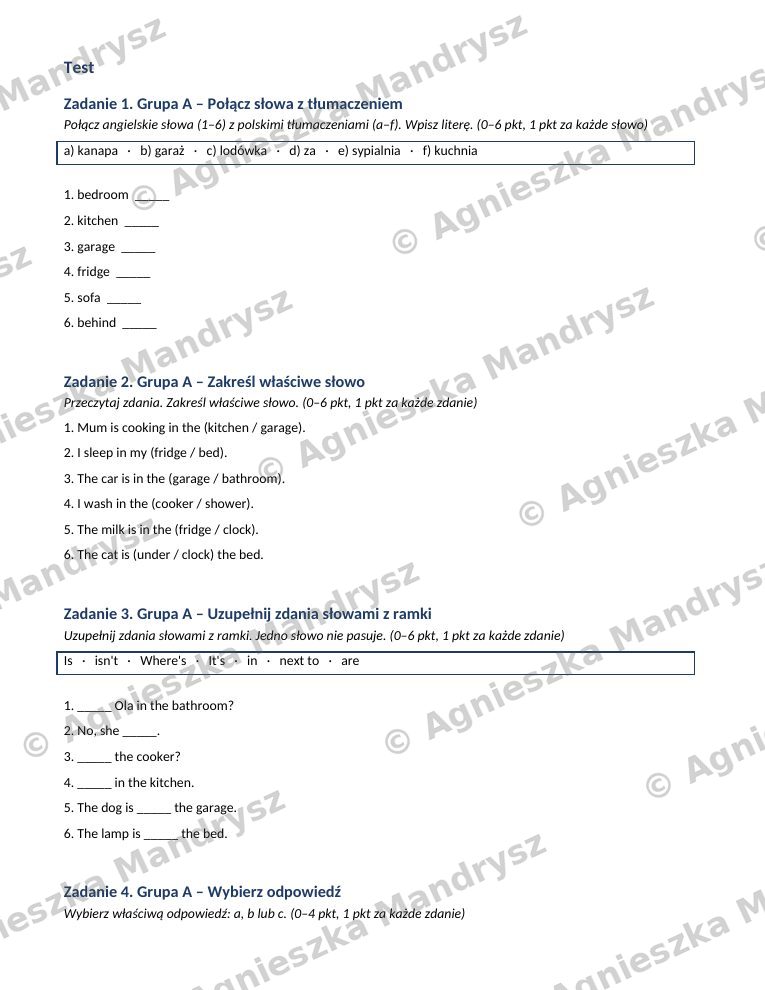 Test
Zadanie 1. Grupa A – Połącz słowa z tłumaczeniem
Połącz angielskie słowa (1–6) z polskimi tłumaczeniami (a–f). Wpisz literę. (0–6 pkt, 1 pkt za każde słowo)
a) kanapa · b) garaż · c) lodówka · d) za · e) sypialnia · f) kuchnia
1. bedroom _____
2. kitchen _____
3. garage _____
4. fridge _____
5. sofa _____
6. behind _____
Zadanie 2. Grupa A – Zakreśl właściwe słowo
Przeczytaj zdania. Zakreśl właściwe słowo. (0–6 pkt, 1 pkt za każde zdanie)
1. Mum is cooking in the (kitchen / garage).
2. I sleep in my (fridge / bed).
3. The car is in the (garage / bathroom).
4. I wash in the (cooker / shower).
5. The milk is in the (fridge / clock).
6. The cat is (under / clock) the bed.
Zadanie 3. Grupa A – Uzupełnij zdania słowami z ramki
Uzupełnij zdania słowami z ramki. Jedno słowo nie pasuje. (0–6 pkt, 1 pkt za każde zdanie)
Is · isn't · Where's · It's · in · next to · are
1. _____ Ola in the bathroom?
2. No, she _____.
3. _____ the cooker?
4. _____ in the kitchen.
5. The dog is _____ the garage.
6. The lamp is _____ the bed.
Zadanie 4. Grupa A – Wybierz odpowiedź
Wybierz właściwą odpowiedź: a, b lub c. (0–4 pkt, 1 pkt za każde zdanie)
© Agnieszka Mandrysz